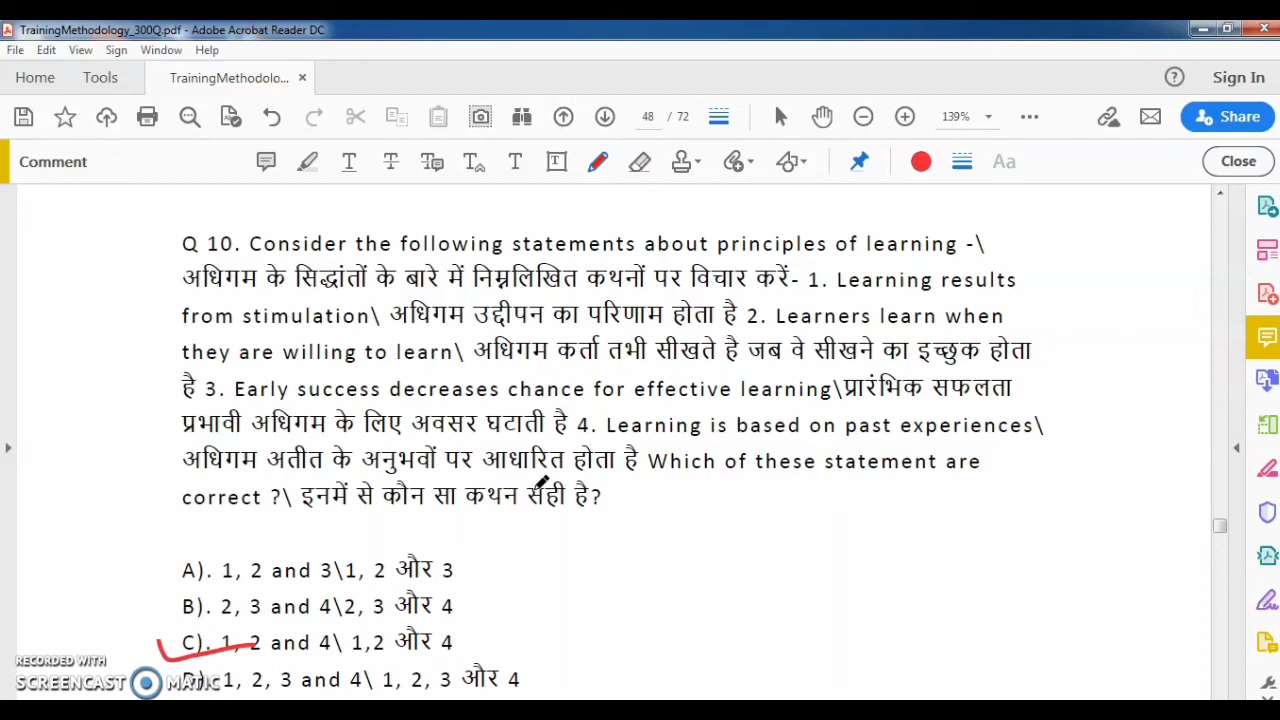 TrainingMethodology_300Q.pdf - Adobe Acrobat Reader DC
File Edit View Sign Window Help
Home Tools TrainingMethodolo... × Sign In
48 / 72 139% Share
Comment Close
Q 10. Consider the following statements about principles of learning -\
अधिगम के सिद्धांतों के बारे में निम्नलिखित कथनों पर विचार करें- 1. Learning results
from stimulation\ अधिगम उद्दीपन का परिणाम होता है 2. Learners learn when
they are willing to learn\ अधिगम कर्ता तभी सीखते है जब वे सीखने का इच्छुक होता
है 3. Early success decreases chance for effective learning\प्रारंभिक सफलता
प्रभावी अधिगम के लिए अवसर घटाती है 4. Learning is based on past experiences\
अधिगम अतीत के अनुभवों पर आधारित होता है Which of these statement are
correct ?\ इनमें से कौन सा कथन सही है?
A). 1, 2 and 3\1, 2 और 3
B). 2, 3 and 4\2, 3 और 4
C). 1, 2 and 4\ 1,2 और 4
D). 1, 2, 3 and 4\ 1, 2, 3 और 4
RECORDED WITH
SCREENCAST MATIC